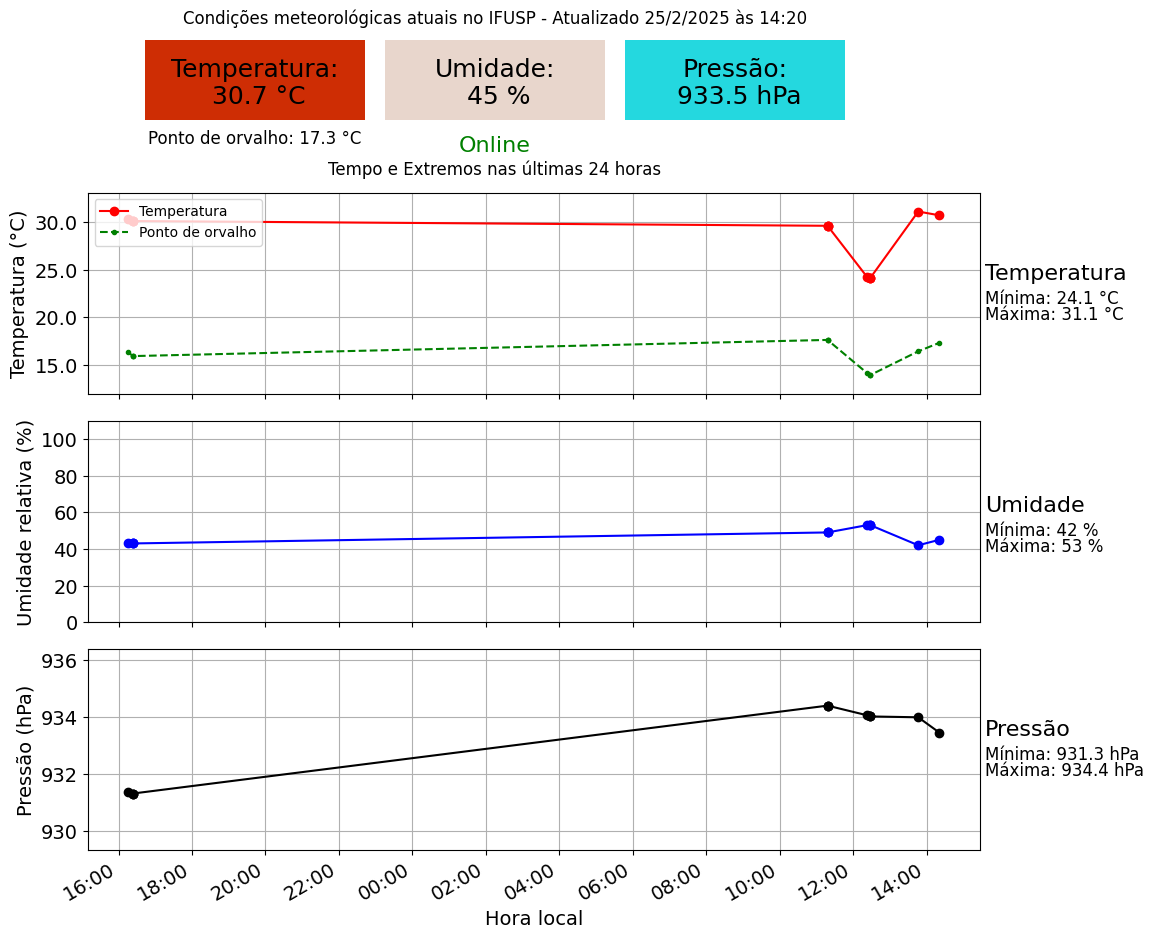 Condições meteorológicas atuais no IFUSP - Atualizado 25/2/2025 às 14:20
Temperatura:
30.7 °C
Umidade:
45 %
Pressão:
933.5 hPa
Ponto de orvalho: 17.3 °C
Online
Tempo e Extremos nas últimas 24 horas
Temperatura (°C)
30.0
25.0
20.0
15.0
Temperatura
Ponto de orvalho
Temperatura
Mínima: 24.1 °C
Máxima: 31.1 °C
Umidade relativa (%)
100
80
60
40
20
0
Umidade
Mínima: 42 %
Máxima: 53 %
Pressão (hPa)
936
934
932
930
Pressão
Mínima: 931.3 hPa
Máxima: 934.4 hPa
16:00
18:00
20:00
22:00
00:00
02:00
04:00
06:00
08:00
10:00
12:00
14:00
Hora local